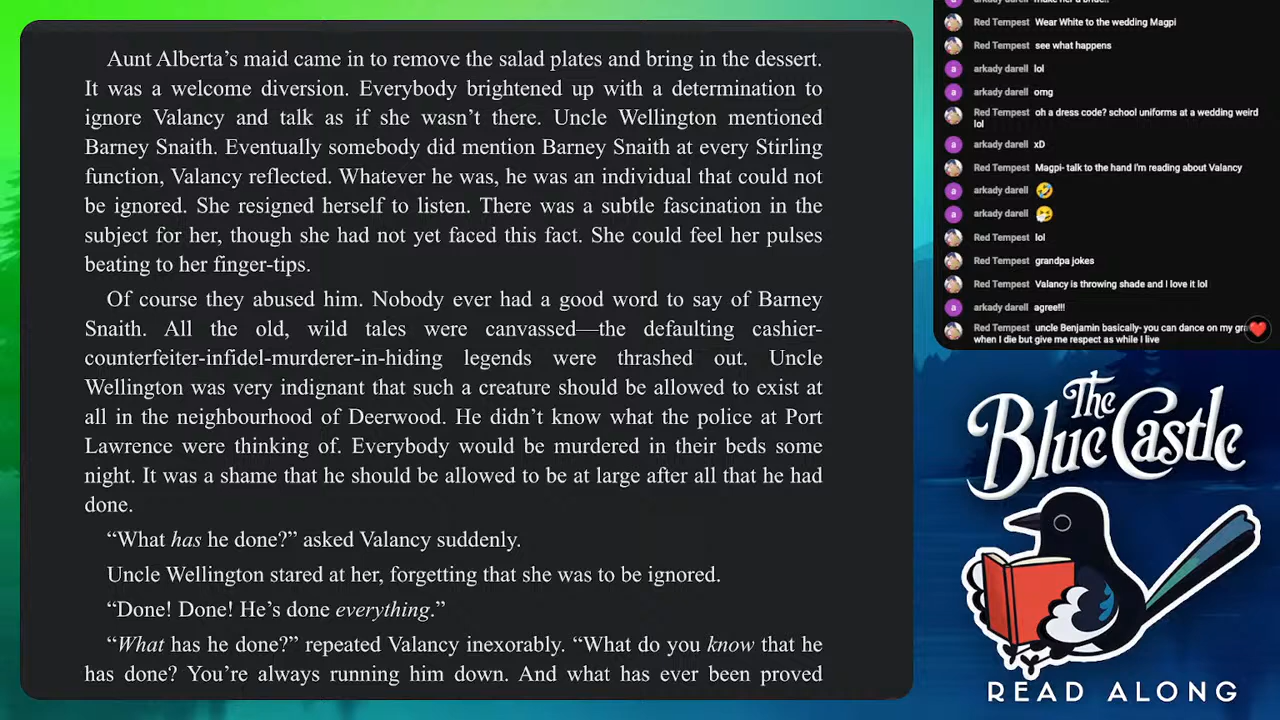 Aunt Alberta’s maid came in to remove the salad plates and bring in the dessert.
It was a welcome diversion. Everybody brightened up with a determination to
ignore Valancy and talk as if she wasn’t there. Uncle Wellington mentioned
Barney Snaith. Eventually somebody did mention Barney Snaith at every Stirling
function, Valancy reflected. Whatever he was, he was an individual that could not
be ignored. She resigned herself to listen. There was a subtle fascination in the
subject for her, though she had not yet faced this fact. She could feel her pulses
beating to her finger-tips.
Of course they abused him. Nobody ever had a good word to say of Barney
Snaith. All the old, wild tales were canvassed—the defaulting cashier-
counterfeiter-infidel-murderer-in-hiding legends were thrashed out. Uncle
Wellington was very indignant that such a creature should be allowed to exist at
all in the neighbourhood of Deerwood. He didn’t know what the police at Port
Lawrence were thinking of. Everybody would be murdered in their beds some
night. It was a shame that he should be allowed to be at large after all that he had
done.
“What has he done?” asked Valancy suddenly.
Uncle Wellington stared at her, forgetting that she was to be ignored.
“Done! Done! He’s done everything.”
“What has he done?” repeated Valancy inexorably. “What do you know that he
has done? You’re always running him down. And what has ever been proved
arkady darell make her a bride!!
Red Tempest Wear White to the wedding Magpi
Red Tempest see what happens
a arkady darell lol
a arkady darell omg
Red Tempest oh a dress code? school uniforms at a wedding weird
lol
a arkady darell xD
Red Tempest Magpi- talk to the hand I'm reading about Valancy
a arkady darell 🤣
a arkady darell
Red Tempest lol
Red Tempest grandpa jokes
Red Tempest Valancy is throwing shade and I love it lol
a arkady darell agree!!!
Red Tempest uncle Benjamin basically- you can dance on my
when I die but give me respect as while I live
The
Blue Castle
READ ALONG